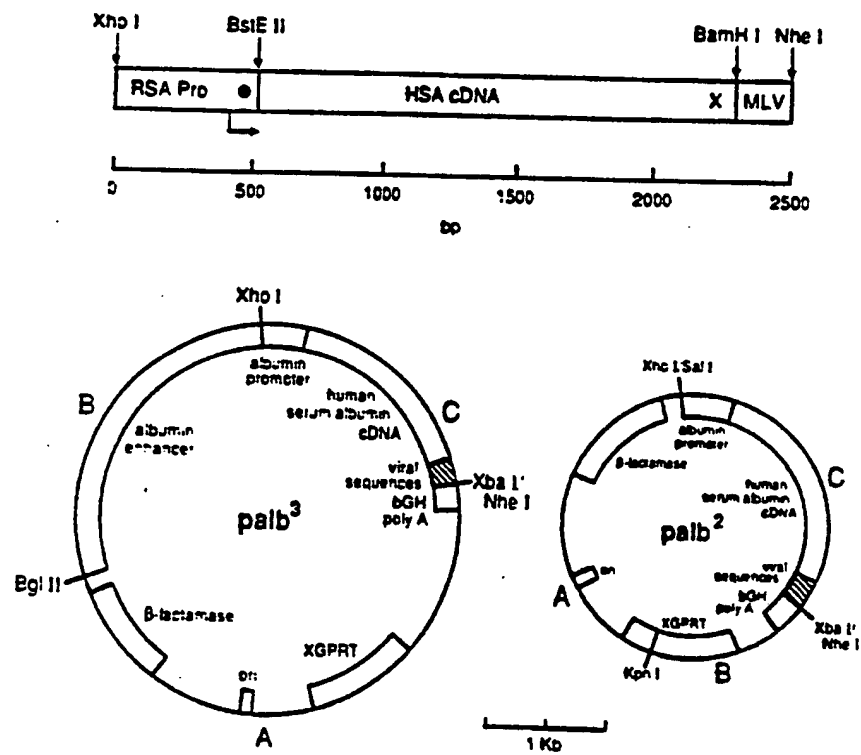 Xho I
BstE II
BamH I Nhe I
RSA Pro
HSA cDNA
X
MLV
0
500
1000
1500
2000
2500
bp
Xho I
albumin
promoter
B
C
human
serum albumin
cDNA
albumin
enhancer
viral
sequences
bGH
poly A
Xba I'
Nhe I
palb3
Bgl II
β-lactamase
XGPRT
ori
A
Xho I'Sal I
albumin
promoter
β-lactamase
C
human
serum albumin
cDNA
palb2
ori
A
viral
sequences
bGH
poly A
XGPRT
Xba I'
Nhe I
Kpn I
B
1 Kb